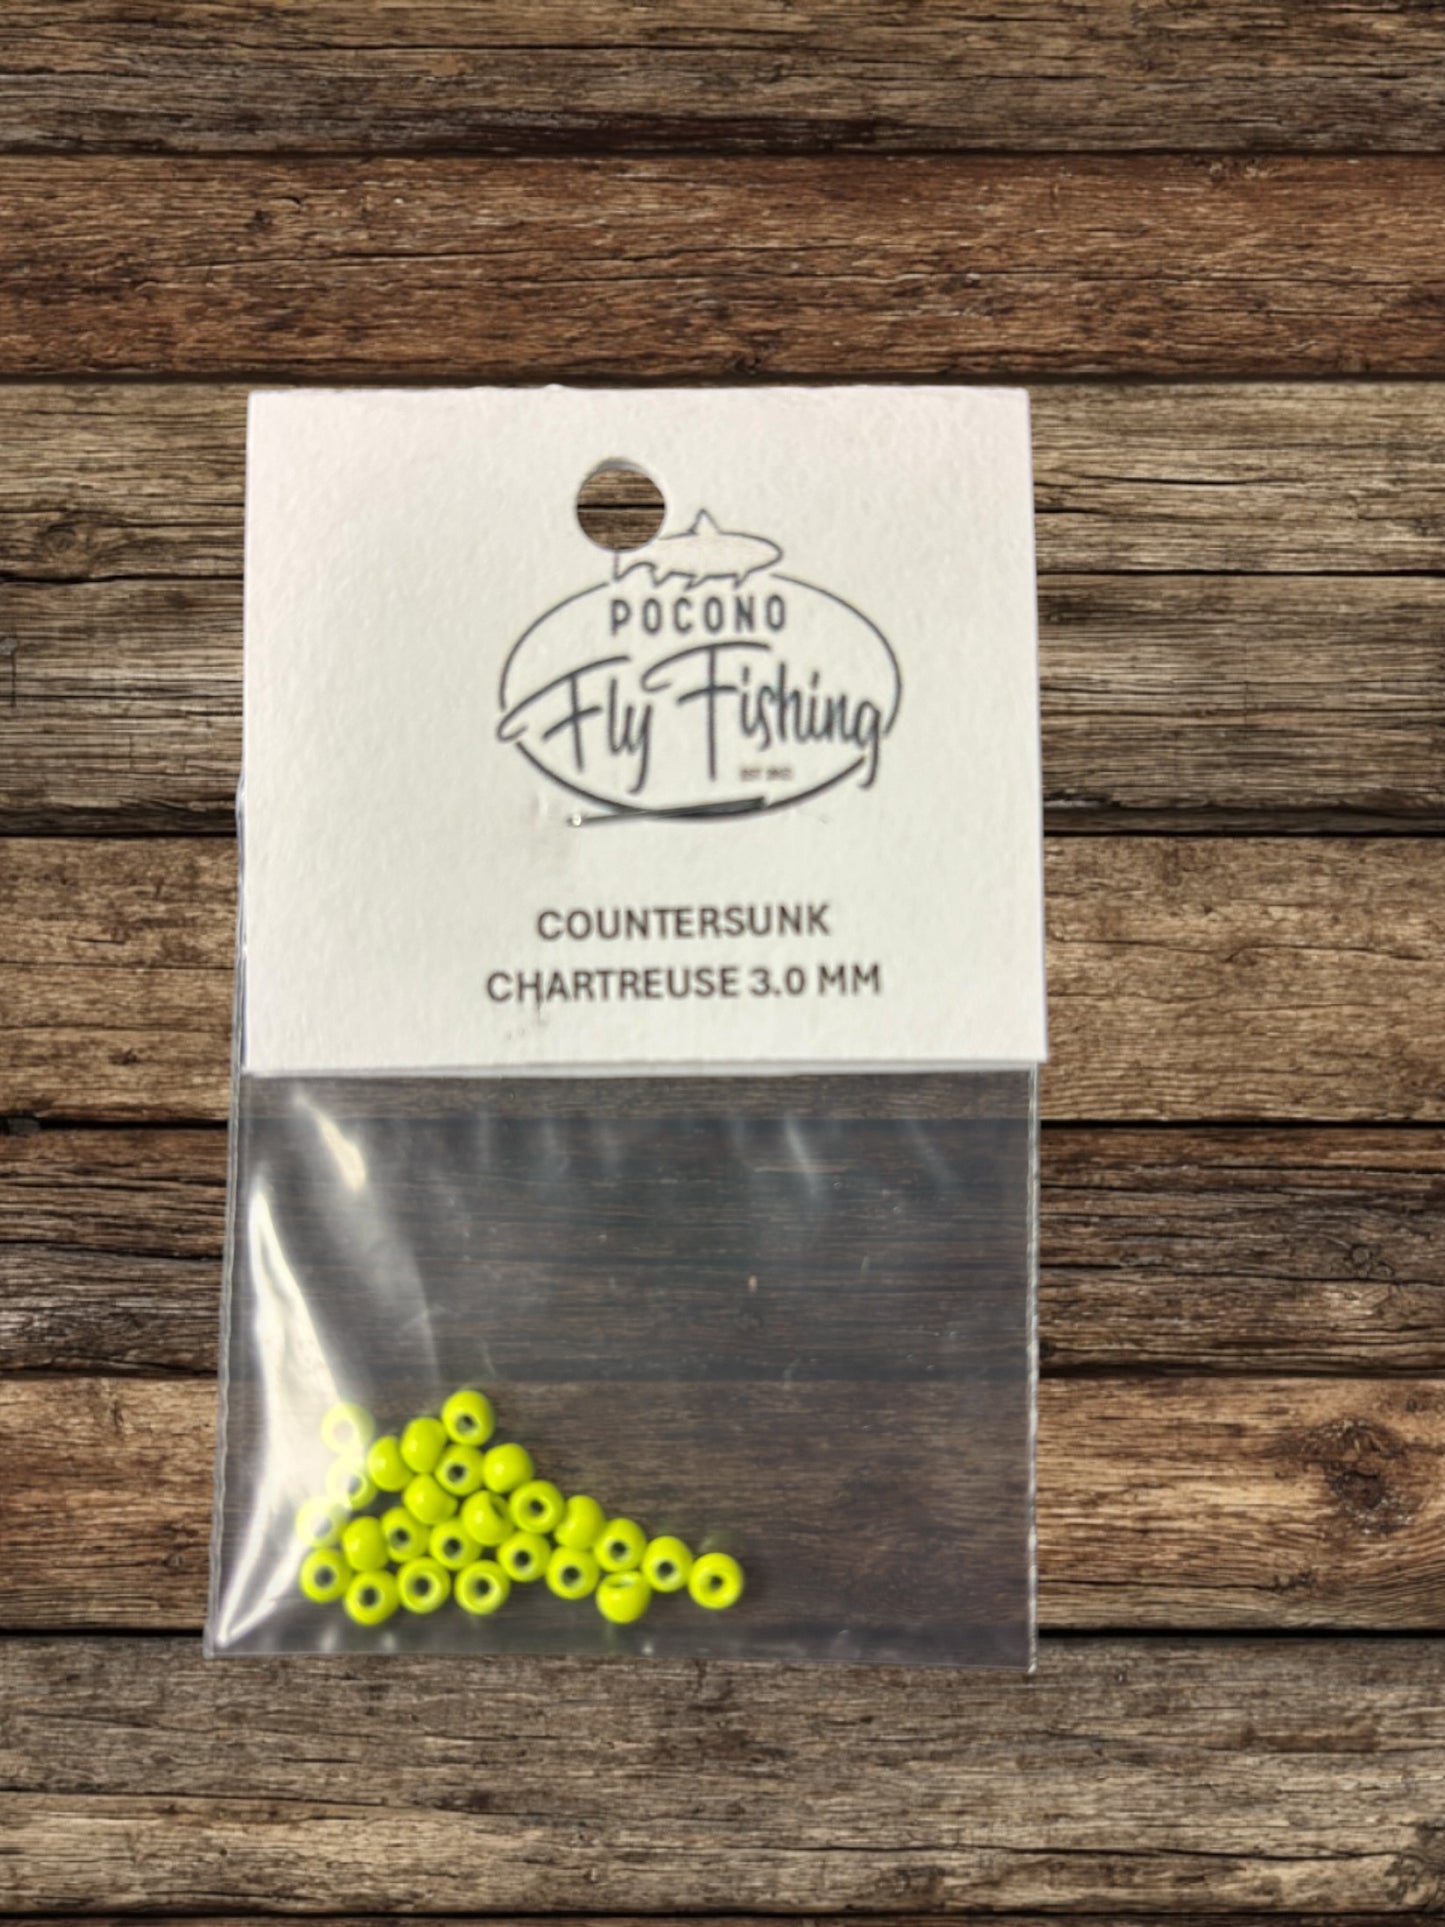 POCONO
Fly Fishing
COUNTERSUNK
CHARTREUSE 3.0 MM